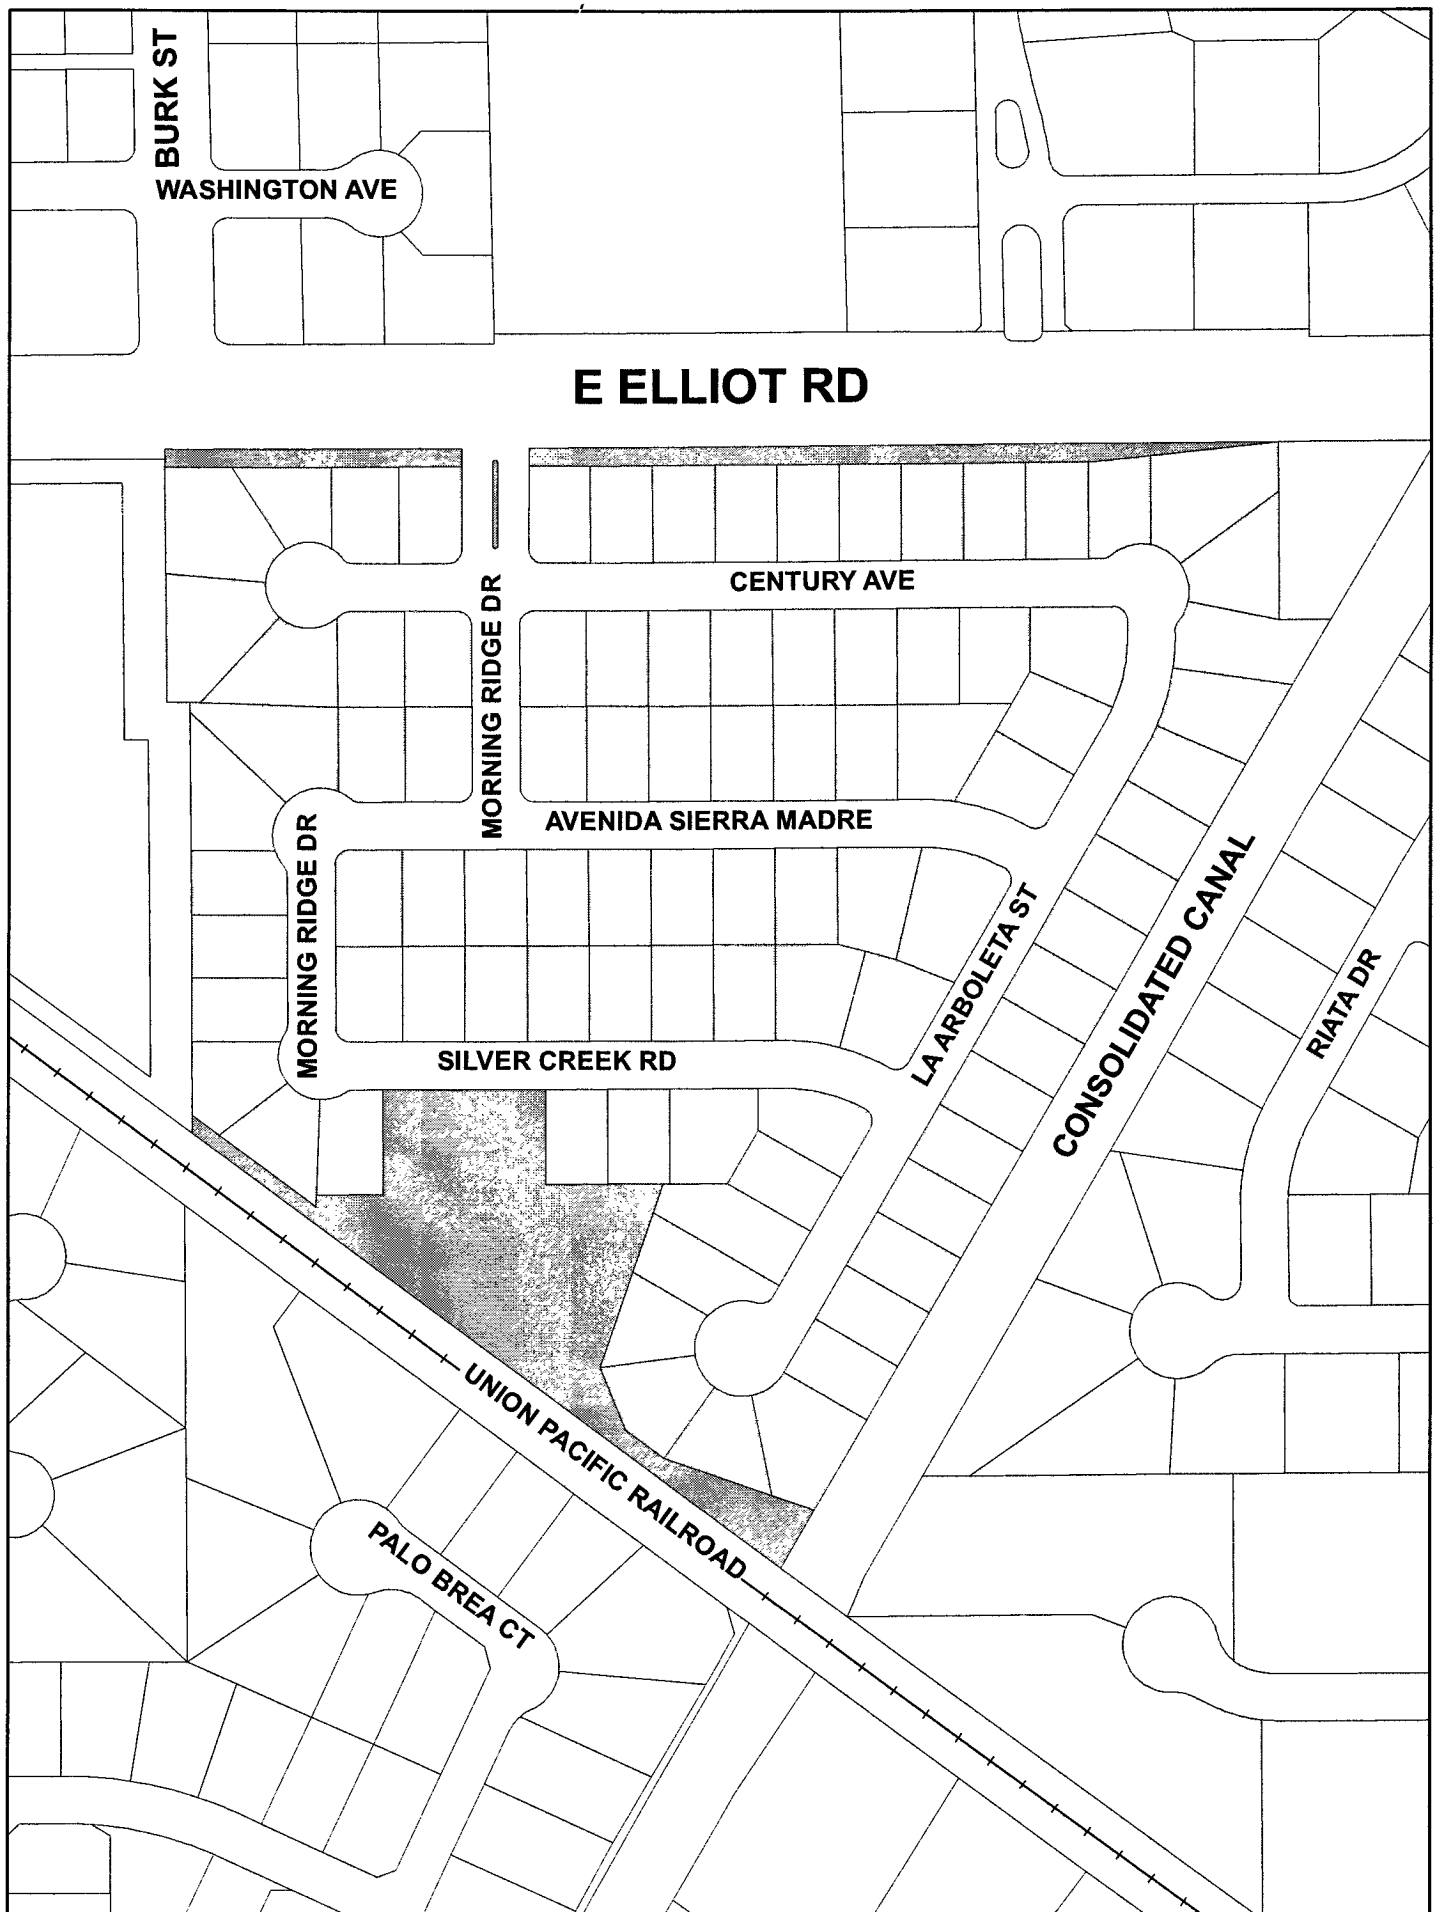 BURK ST
WASHINGTON AVE
E ELLIOT RD
CENTURY AVE
MORNING RIDGE DR
AVENIDA SIERRA MADRE
MORNING RIDGE DR
LA ARBOLETA ST
CONSOLIDATED CANAL
RIATA DR
SILVER CREEK RD
UNION PACIFIC RAILROAD
PALO BREA CT